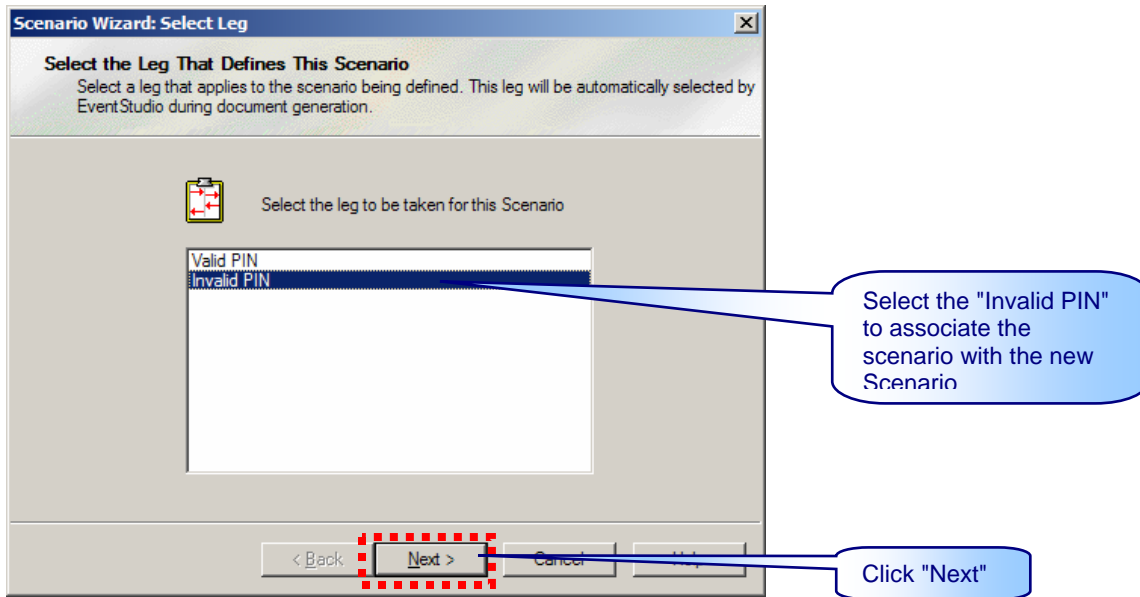 Scenario Wizard: Select Leg
Select the Leg That Defines This Scenario
Select a leg that applies to the scenario being defined. This leg will be automatically selected by
EventStudio during document generation.
Select the leg to be taken for this Scenario
Valid PIN
Invalid PIN
Select the "Invalid PIN"
to associate the
scenario with the new
Scenario
< Back
Next >
Cancel
Help
Click "Next"